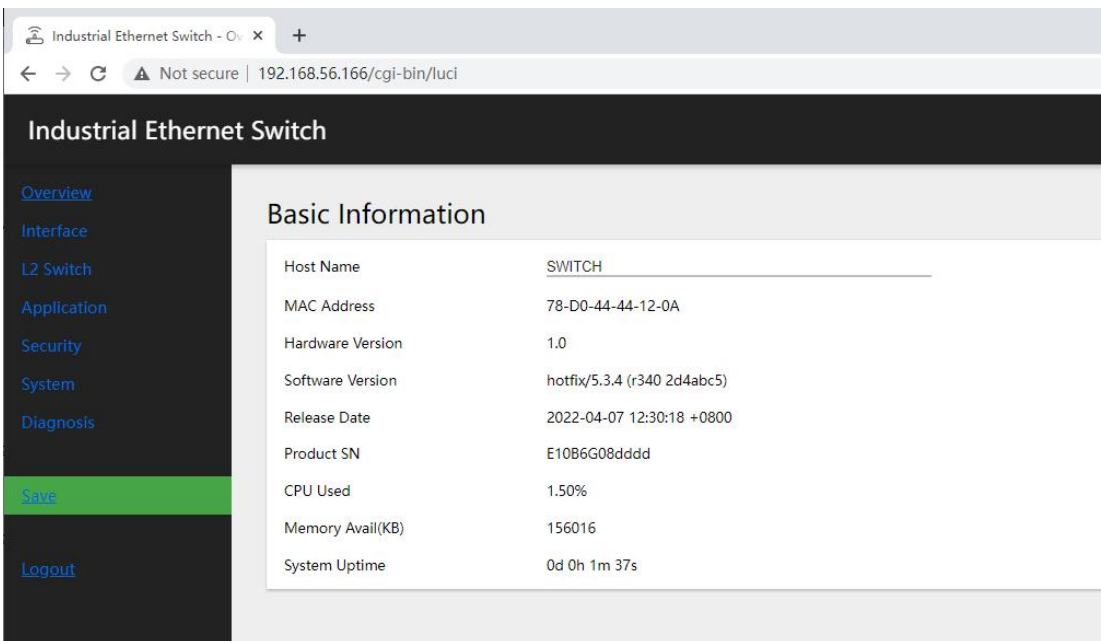 Industrial Ethernet Switch - Ov
Not secure | 192.168.56.166/cgi-bin/luci
Industrial Ethernet Switch
Overview
Interface
L2 Switch
Application
Security
System
Diagnosis
Save
Logout
Basic Information
Host Name SWITCH
MAC Address 78-D0-44-44-12-0A
Hardware Version 1.0
Software Version hotfix/5.3.4 (r340 2d4abc5)
Release Date 2022-04-07 12:30:18 +0800
Product SN E10B6G08dddd
CPU Used 1.50%
Memory Avail(KB) 156016
System Uptime 0d 0h 1m 37s